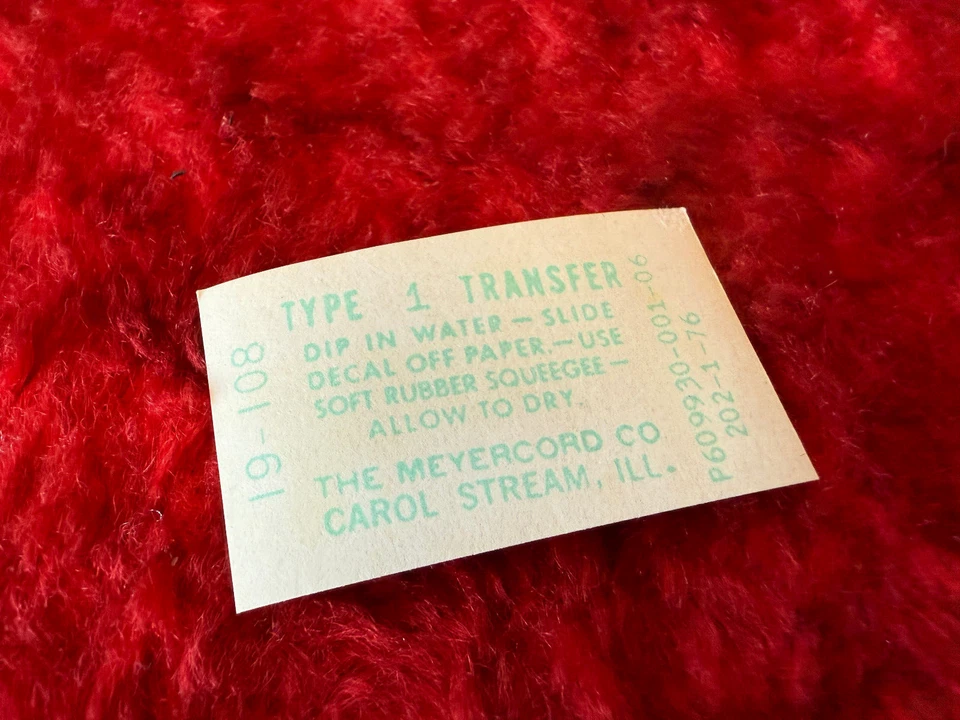 TYPE 1 TRANSFER
DIP IN WATER — SLIDE
DECAL OFF PAPER.— USE
SOFT RUBBER SQUEEGEE —
ALLOW TO DRY.
THE MEYERCORD CO
CAROL STREAM, ILL.
19-108
P609930-001-06
202-1-76